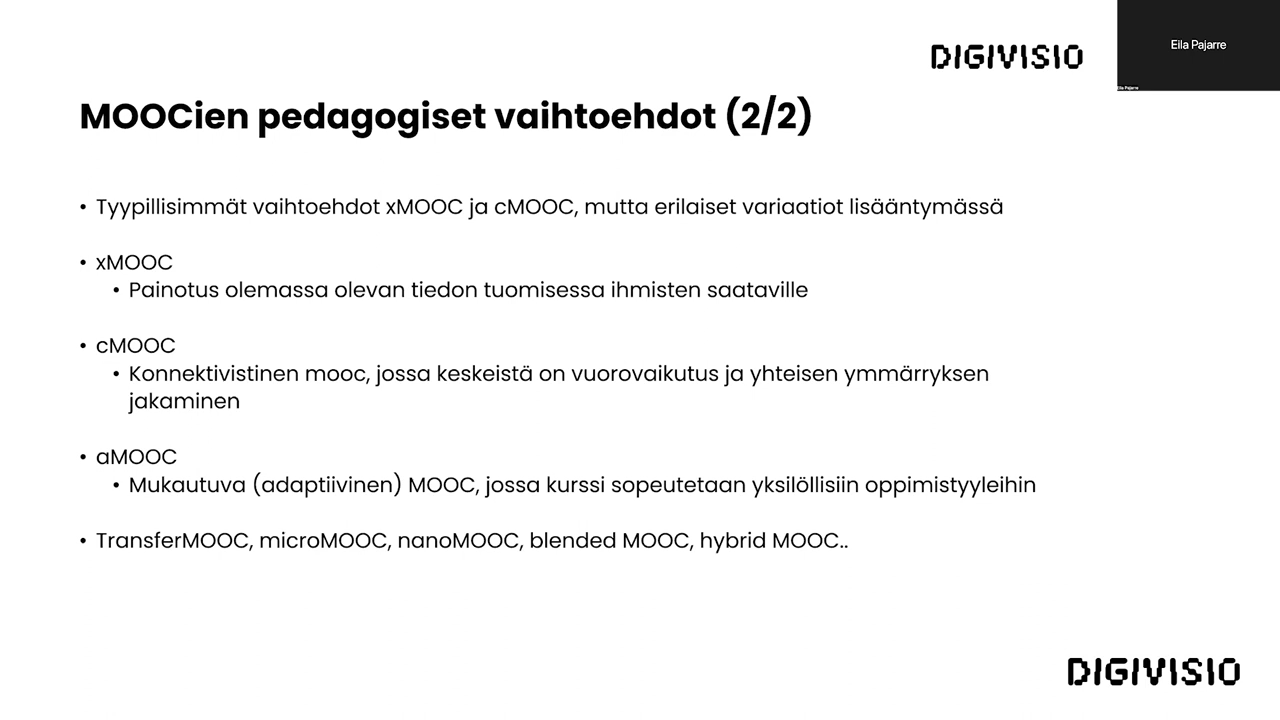 DIGIVISIO
Eila Pajarre
Eila Pajarre
MOOCien pedagogiset vaihtoehdot (2/2)
• Tyypillisimmät vaihtoehdot xMOOC ja cMOOC, mutta erilaiset variaatiot lisääntymässä
• xMOOC
• Painotus olemassa olevan tiedon tuomisessa ihmisten saataville
• cMOOC
• Konnektivistinen mooc, jossa keskeistä on vuorovaikutus ja yhteisen ymmärryksen
jakaminen
• aMOOC
• Mukautuva (adaptiivinen) MOOC, jossa kurssi sopeutetaan yksilöllisiin oppimistyyleihin
• TransferMOOC, microMOOC, nanoMOOC, blended MOOC, hybrid MOOC..
DIGIVISIO